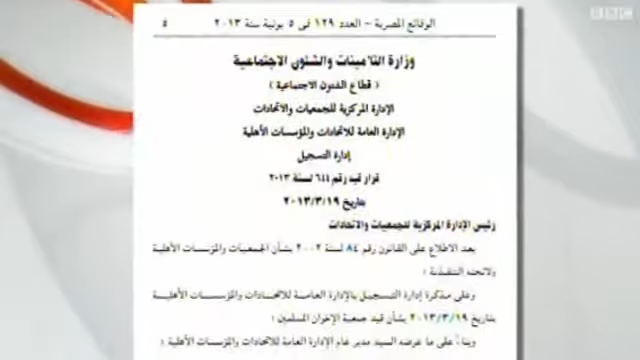 BBC
الوقائع المصرية – العدد ١٢٩ فى ٥ يونية سنة ٢٠١٣ ٥
وزارة التأمينات والشئون الاجتماعية
( قطاع الشئون الاجتماعية )
الإدارة المركزية للجمعيات والاتحادات
الإدارة العامة للاتحادات والمؤسسات الأهلية
إدارة التسجيل
قرار قيد رقم ٦٤٤ لسنة ٢٠١٣
بتاريخ ٢٠١٣/٣/١٩
رئيس الإدارة المركزية للجمعيات والاتحادات
بعد الاطلاع على القانون رقم ٨٤ لسنة ٢٠٠٢ بشأن الجمعيات والمؤسسات الأهلية
ولائحته التنفيذية ؛
وعلى مذكرة إدارة التسجيل بالإدارة العامة للاتحادات والمؤسسات الأهلية
بتاريخ ٢٠١٣/٣/١٩ بشأن قيد جمعية الإخوان المسلمين ؛
وبناءً على ما عرضه السيد مدير عام الإدارة العامة للاتحادات والمؤسسات الأهلية ؛